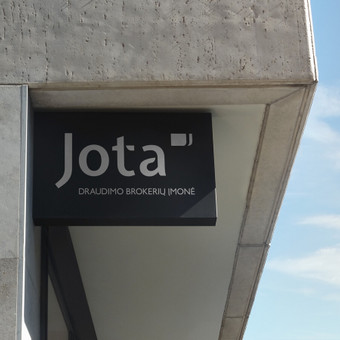 Jota
DRAUDIMO BROKERIŲ ĮMONĖ